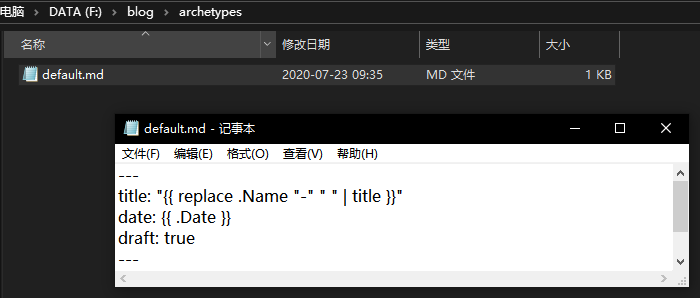 电脑 > DATA (F:) > blog > archetypes
名称 修改日期 类型 大小
default.md 2020-07-23 09:35 MD 文件 1 KB
default.md - 记事本
文件(F) 编辑(E) 格式(O) 查看(V) 帮助(H)
---
title: "{{ replace .Name "-" " " | title }}"
date: {{ .Date }}
draft: true
---